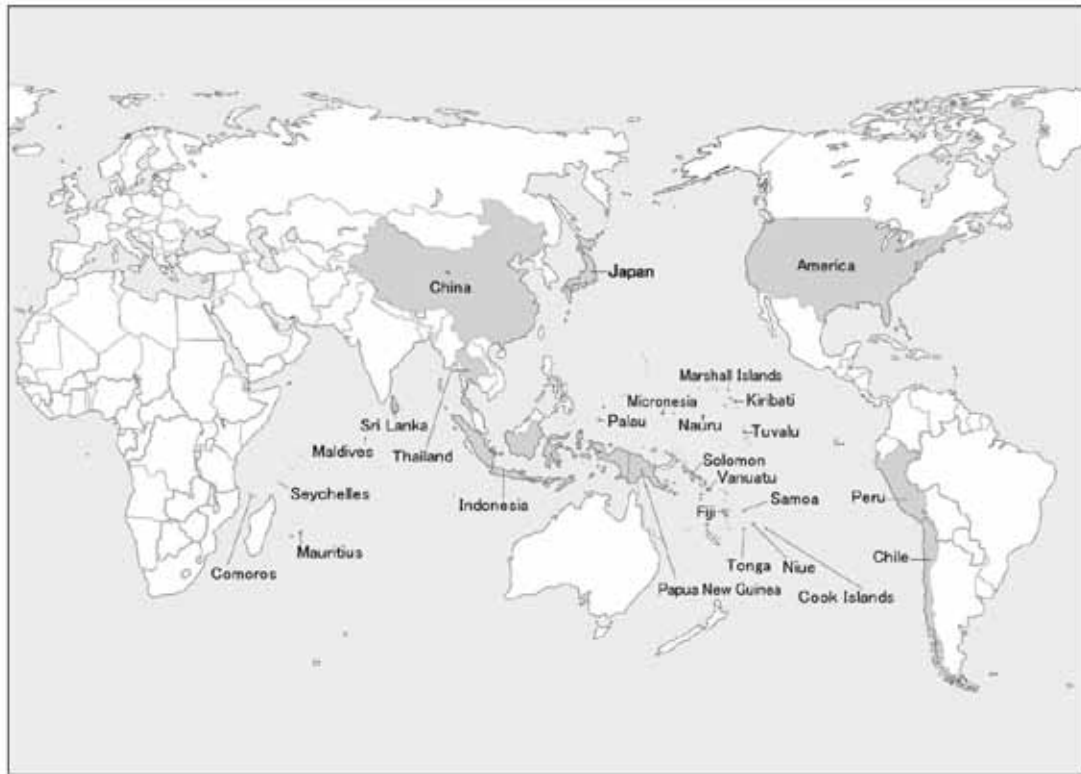 Japan
America
China
Marshall Islands
Micronesia
Kiribati
Palau
Nauru
Tuvalu
Sri Lanka
Maldives
Thailand
Solomon
Vanuatu
Seychelles
Indonesia
Samoa
Peru
Fiji
Mauritius
Chile
Tonga
Niue
Comoros
Papua New Guinea
Cook Islands